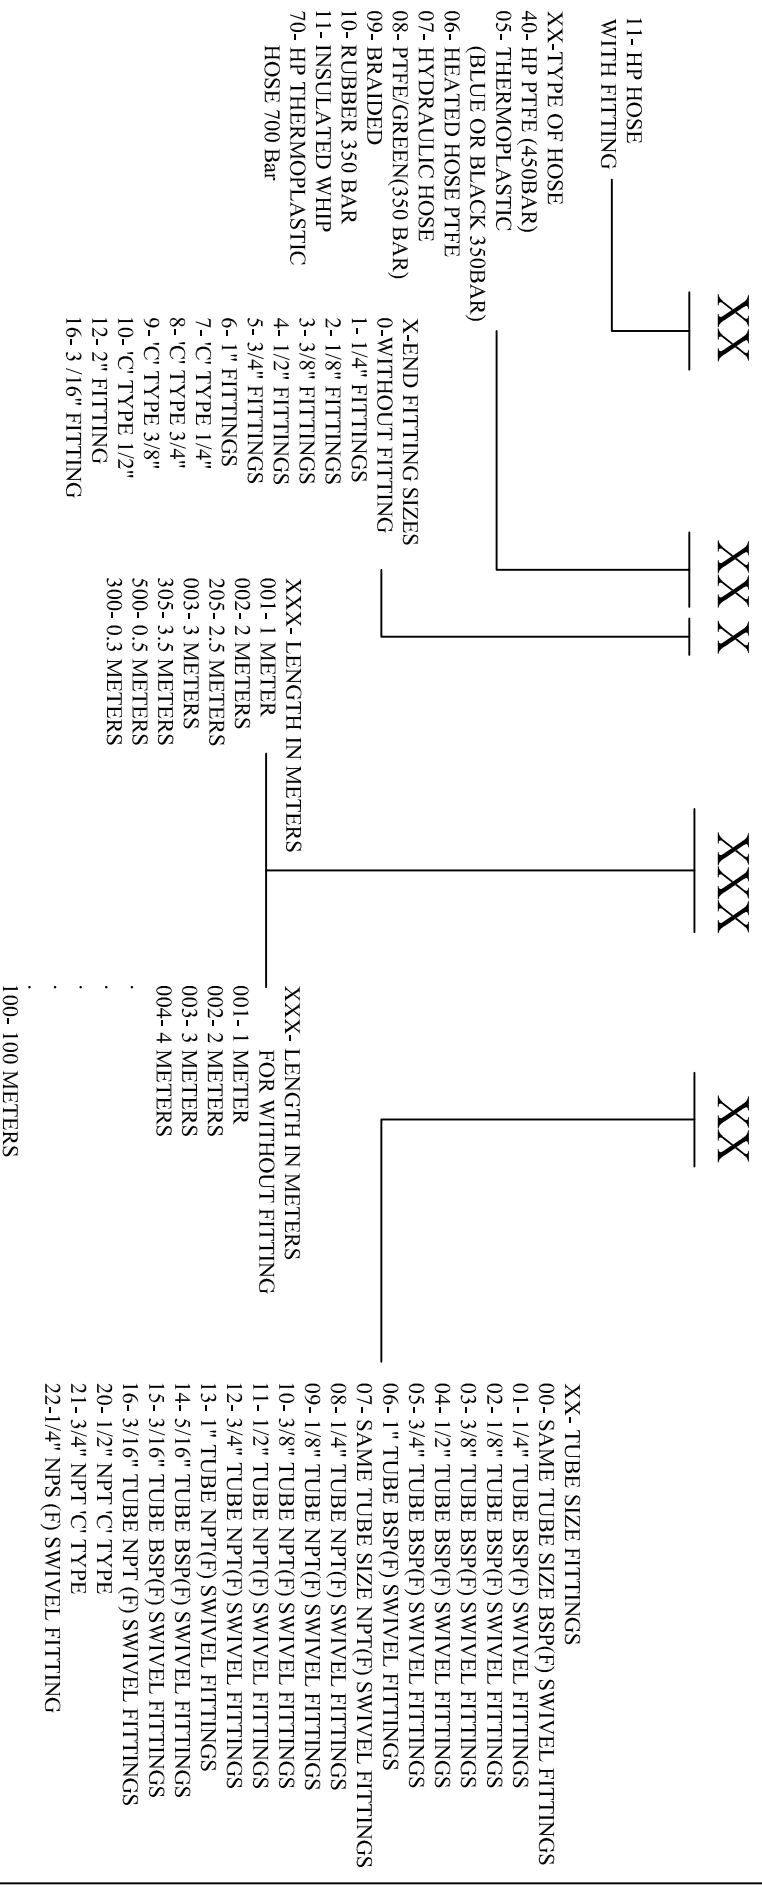 XX XX X XXX XX
11- HP HOSE
WITH FITTING
XX-TYPE OF HOSE
40- HP PTFE (450BAR)
05- THERMOPLASTIC
(BLUE OR BLACK 350BAR)
06- HEATED HOSE PTFE
07- HYDRAULIC HOSE
08- PTFE/GREEN(350 BAR)
09- BRAIDED
10- RUBBER 350 BAR
11- INSULATED WHIP
70- HP THERMOPLASTIC
HOSE 700 Bar
X-END FITTING SIZES
0-WITHOUT FITTING
1- 1/4" FITTINGS
2- 1/8" FITTINGS
3- 3/8" FITTINGS
4- 1/2" FITTINGS
5- 3/4" FITTINGS
6-1" FITTINGS
7- 'C' TYPE 1/4"
8- 'C' TYPE 3/4"
9- 'C' TYPE 3/8"
10- 'C' TYPE 1/2"
12- 2" FITTING
16- 3 /16" FITTING
XXX- LENGTH IN METERS
001- 1 METER
002- 2 METERS
205- 2.5 METERS
003- 3 METERS
305- 3.5 METERS
500- 0.5 METERS
300- 0.3 METERS
XXX- LENGTH IN METERS
FOR WITHOUT FITTING
001- 1 METER
002- 2 METERS
003- 3 METERS
004- 4 METERS
.
.
.
.
.
100- 100 METERS
XX- TUBE SIZE FITTINGS
00- SAME TUBE SIZE BSP(F) SWIVEL FITTINGS
01- 1/4" TUBE BSP(F) SWIVEL FITTINGS
02- 1/8" TUBE BSP(F) SWIVEL FITTINGS
03- 3/8" TUBE BSP(F) SWIVEL FITTINGS
04- 1/2" TUBE BSP(F) SWIVEL FITTINGS
05- 3/4" TUBE BSP(F) SWIVEL FITTINGS
06- 1" TUBE BSP(F) SWIVEL FITTINGS
07- SAME TUBE SIZE NPT(F) SWIVEL FITTINGS
08- 1/4" TUBE NPT(F) SWIVEL FITTINGS
09- 1/8" TUBE NPT(F) SWIVEL FITTINGS
10- 3/8" TUBE NPT(F) SWIVEL FITTINGS
11- 1/2" TUBE NPT(F) SWIVEL FITTINGS
12- 3/4" TUBE NPT(F) SWIVEL FITTINGS
13- 1" TUBE NPT(F) SWIVEL FITTINGS
14- 5/16" TUBE BSP(F) SWIVEL FITTINGS
15- 3/16" TUBE BSP(F) SWIVEL FITTINGS
16- 3/16" TUBE NPT (F) SWIVEL FITTINGS
20- 1/2" NPT 'C' TYPE
21- 3/4" NPT 'C' TYPE
22-1/4" NPS (F) SWIVEL FITTING